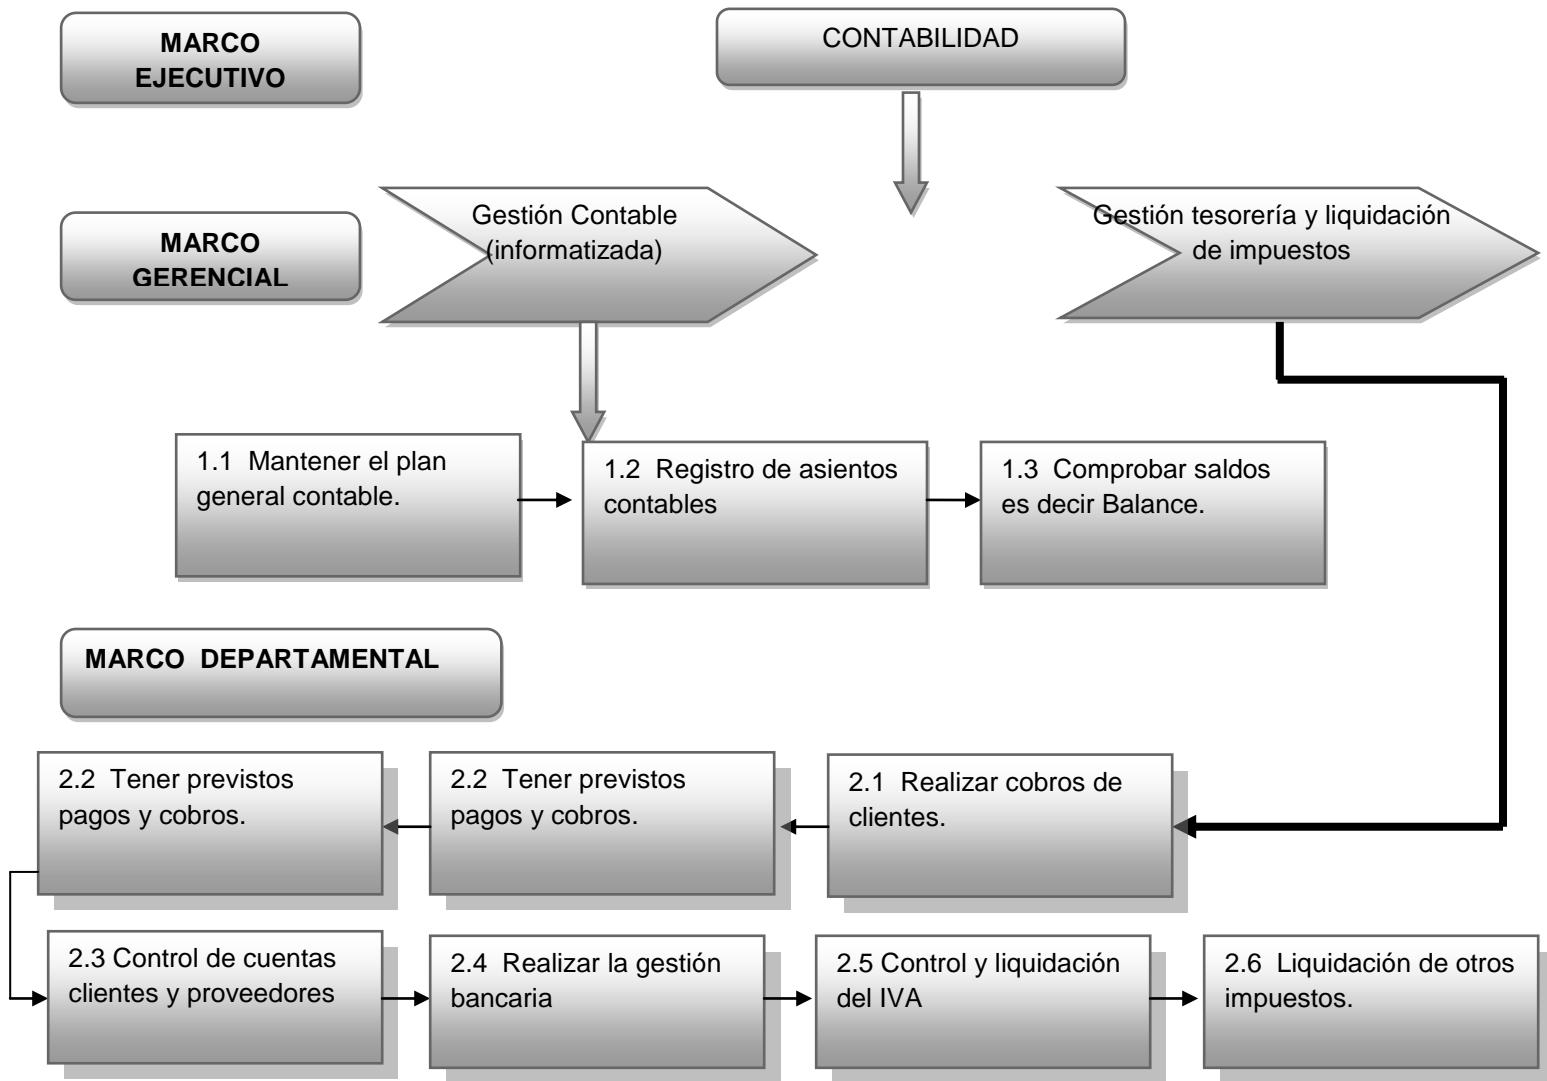 MARCO
EJECUTIVO
CONTABILIDAD
MARCO
GERENCIAL
Gestión Contable
(informatizada)
Gestión tesorería y liquidación
de impuestos
1.1  Mantener el plan
general contable.
1.2  Registro de asientos
contables
1.3  Comprobar saldos
es decir Balance.
MARCO  DEPARTAMENTAL
2.2  Tener previstos
pagos y cobros.
2.2  Tener previstos
pagos y cobros.
2.1  Realizar cobros de
clientes.
2.3 Control de cuentas
clientes y proveedores
2.4  Realizar la gestión
bancaria
2.5 Control y liquidación
del IVA
2.6  Liquidación de otros
impuestos.